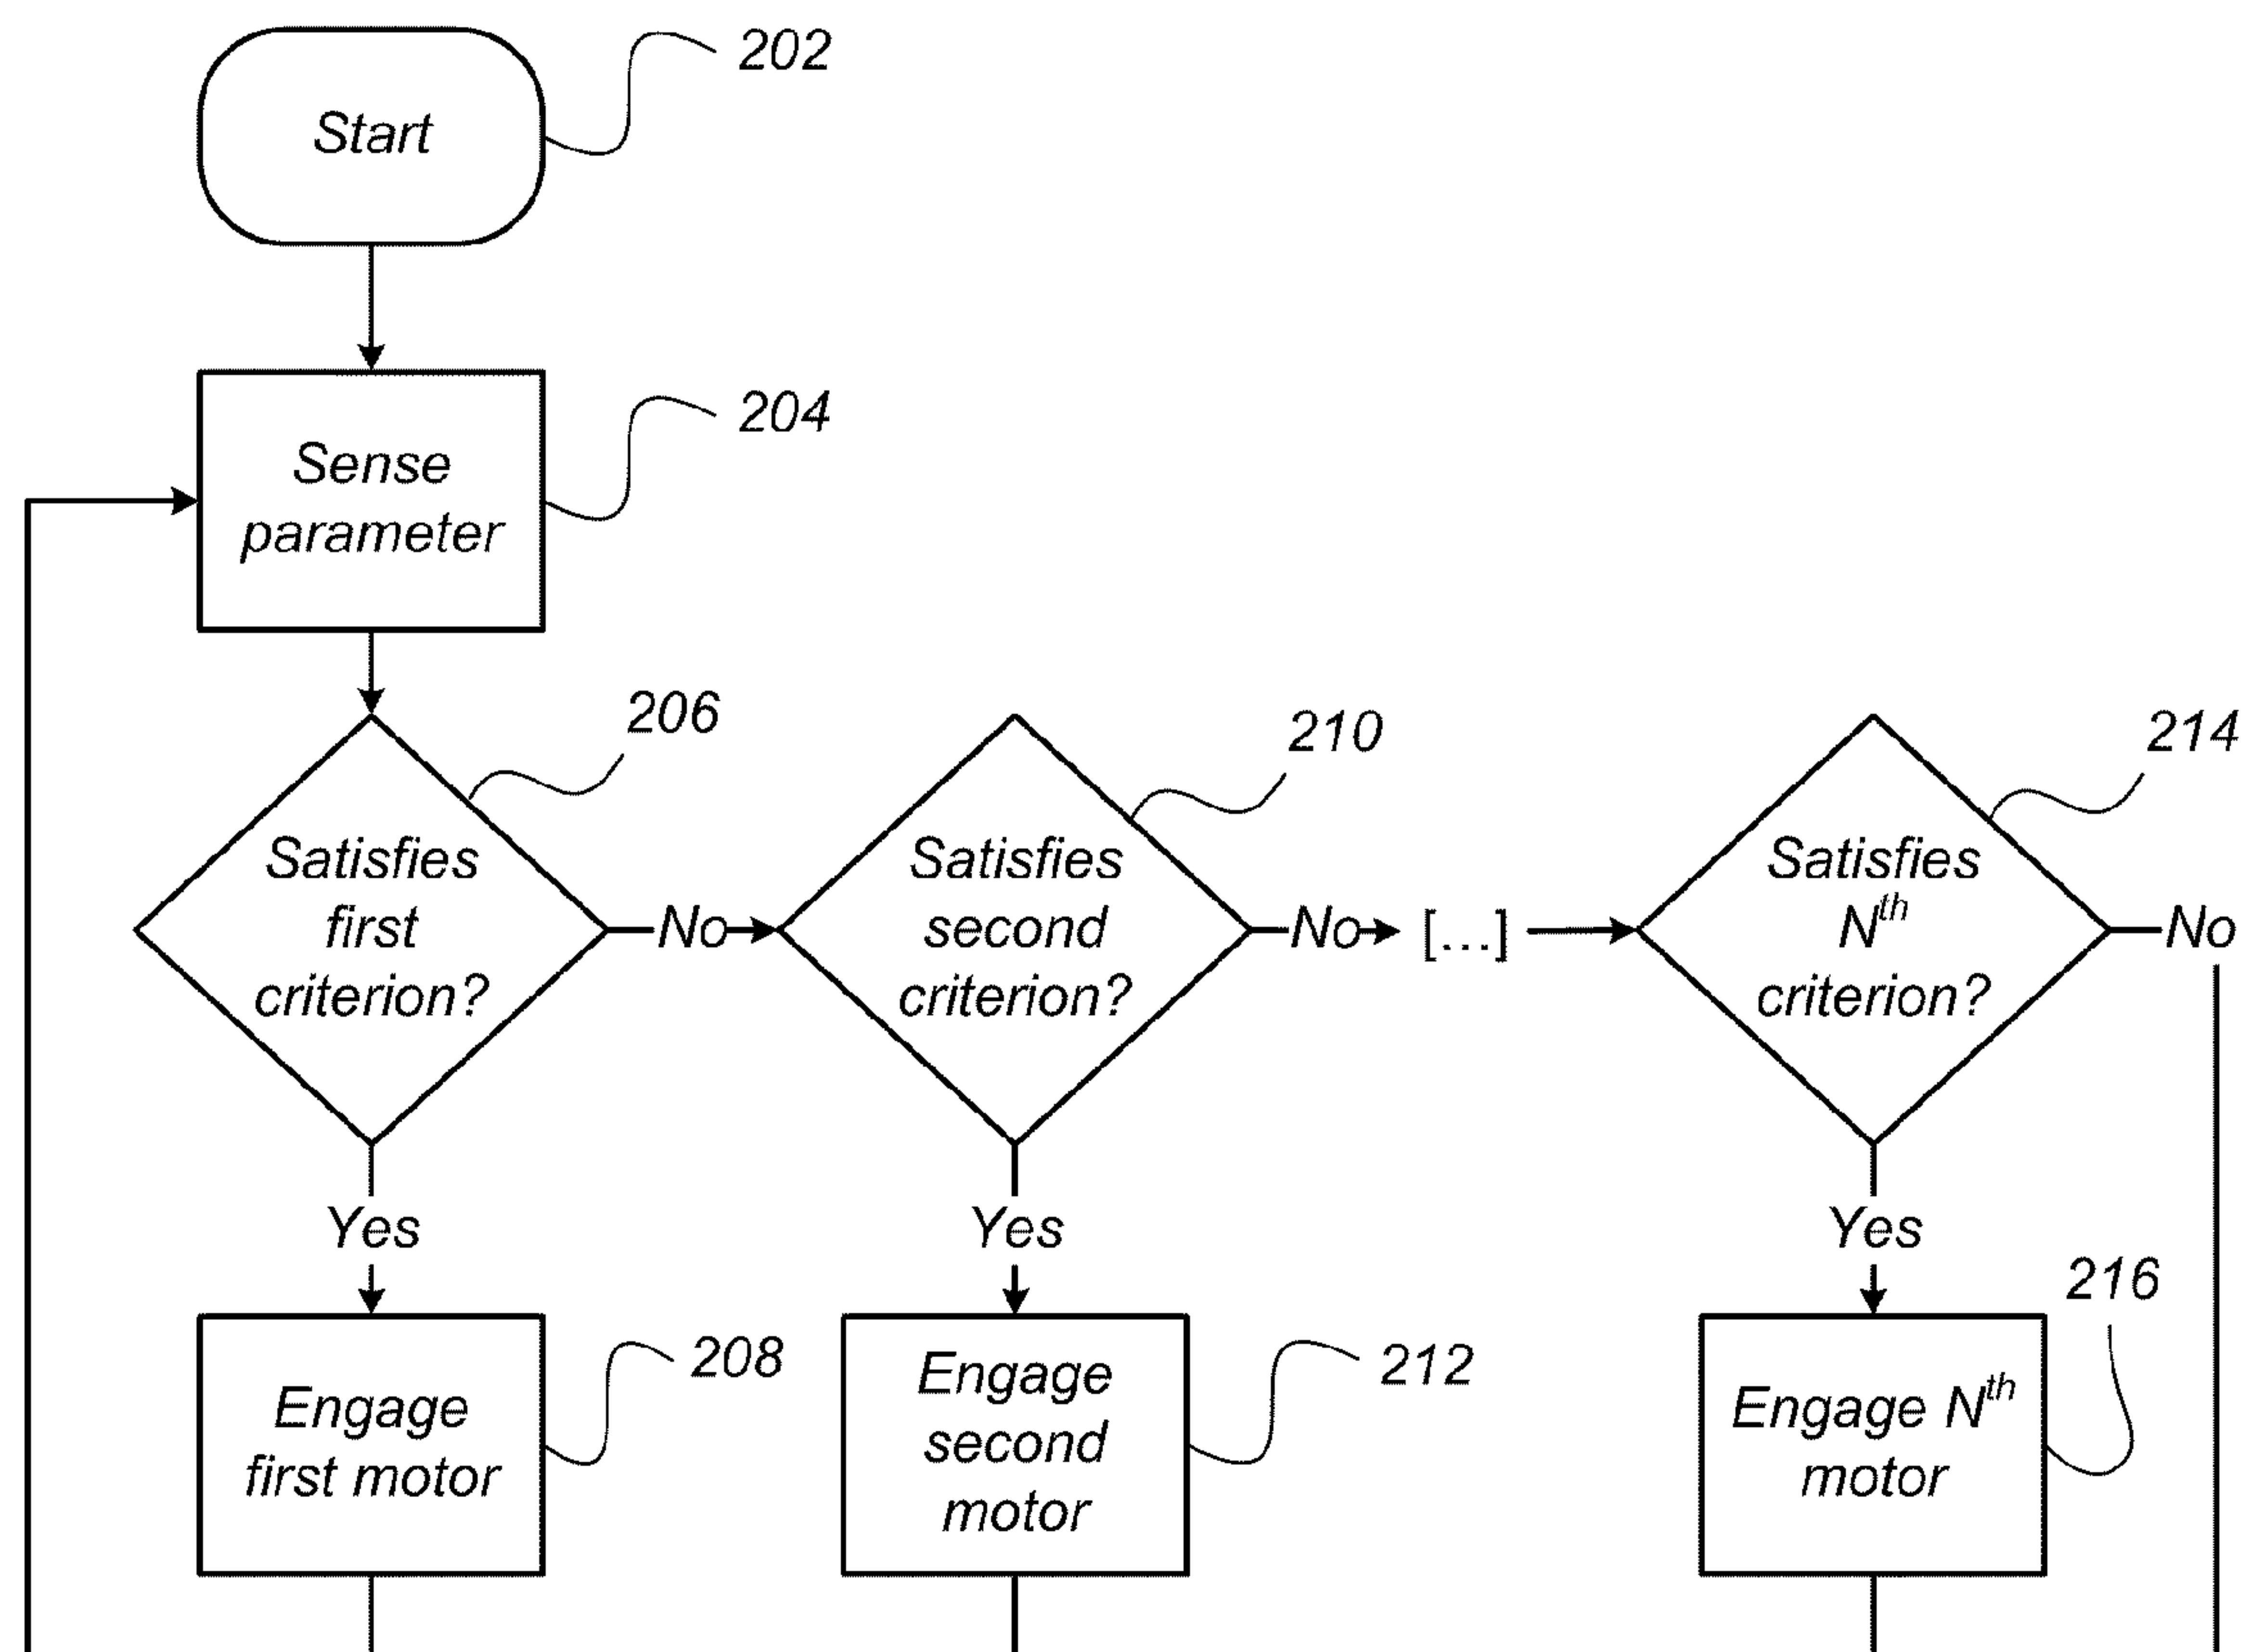 Start
202
Sense
parameter
204
Satisfies
first
criterion?
206
No
Satisfies
second
criterion?
210
No
[...]
Satisfies
Nth
criterion?
214
No
Yes
Yes
Yes
Engage
first motor
208
Engage
second
motor
212
Engage Nth
motor
216